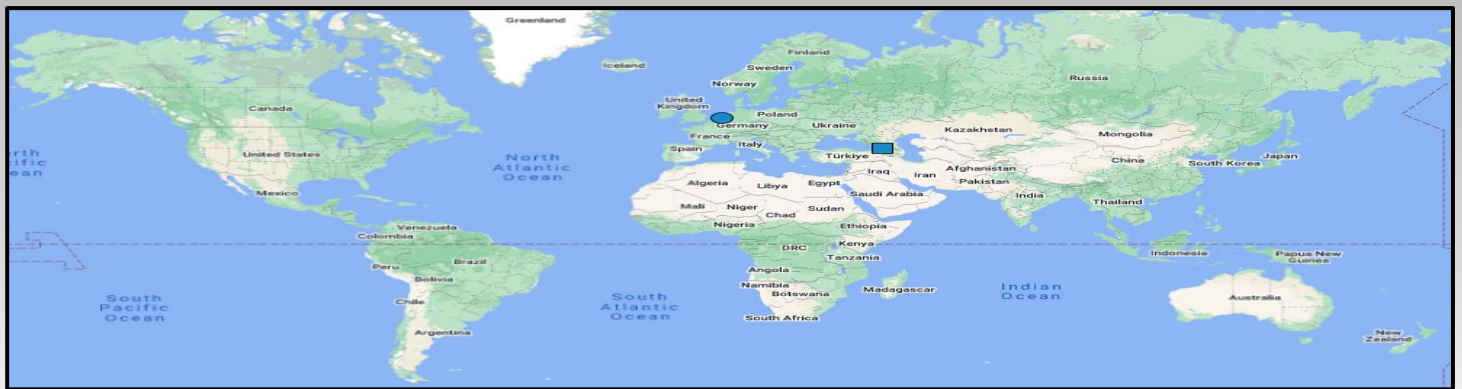 Greenland
Iceland
Finland
Sweden
Norway
Russia
United
Kingdom
Poland
Germany
Ukraine
France
Italy
Spain
Türkiye
Kazakhstan
Mongolia
China
South Korea
Japan
Canada
United States
Mexico
North
Atlantic
Ocean
rth
ific
ean
Algeria
Libya
Egypt
Iraq
Iran
Afghanistan
Pakistan
Saudi Arabia
India
Thailand
Mali
Niger
Chad
Sudan
Nigeria
Ethiopia
Venezuela
Colombia
DRC
Kenya
Tanzania
Indonesia
Papua New
Guinea
Peru
Brazil
Bolivia
Angola
Namibia
Botswana
Madagascar
Chile
South
Pacific
Ocean
South
Atlantic
Ocean
Indian
Ocean
Australia
South Africa
Argentina
New
Zealand